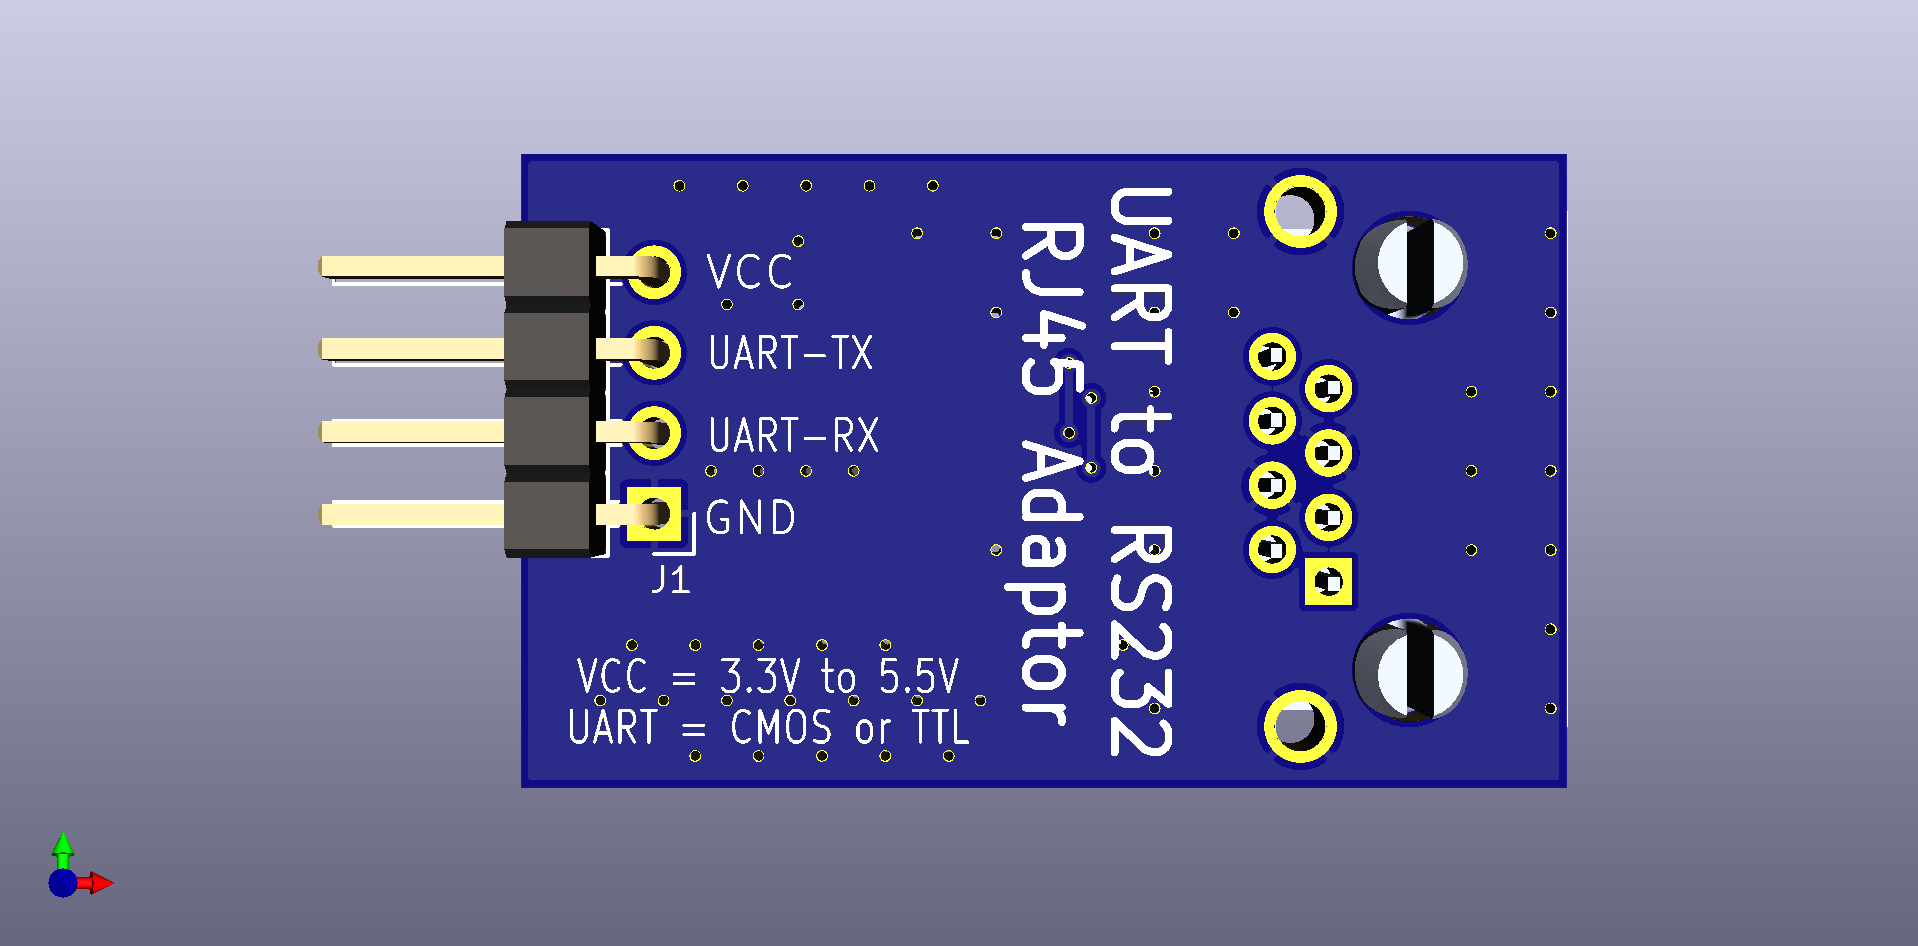 VCC
UART-TX
UART-RX
GND
J1
VCC = 3.3V to 5.5V
UART = CMOS or TTL
UART to RS232
RJ45 Adaptor